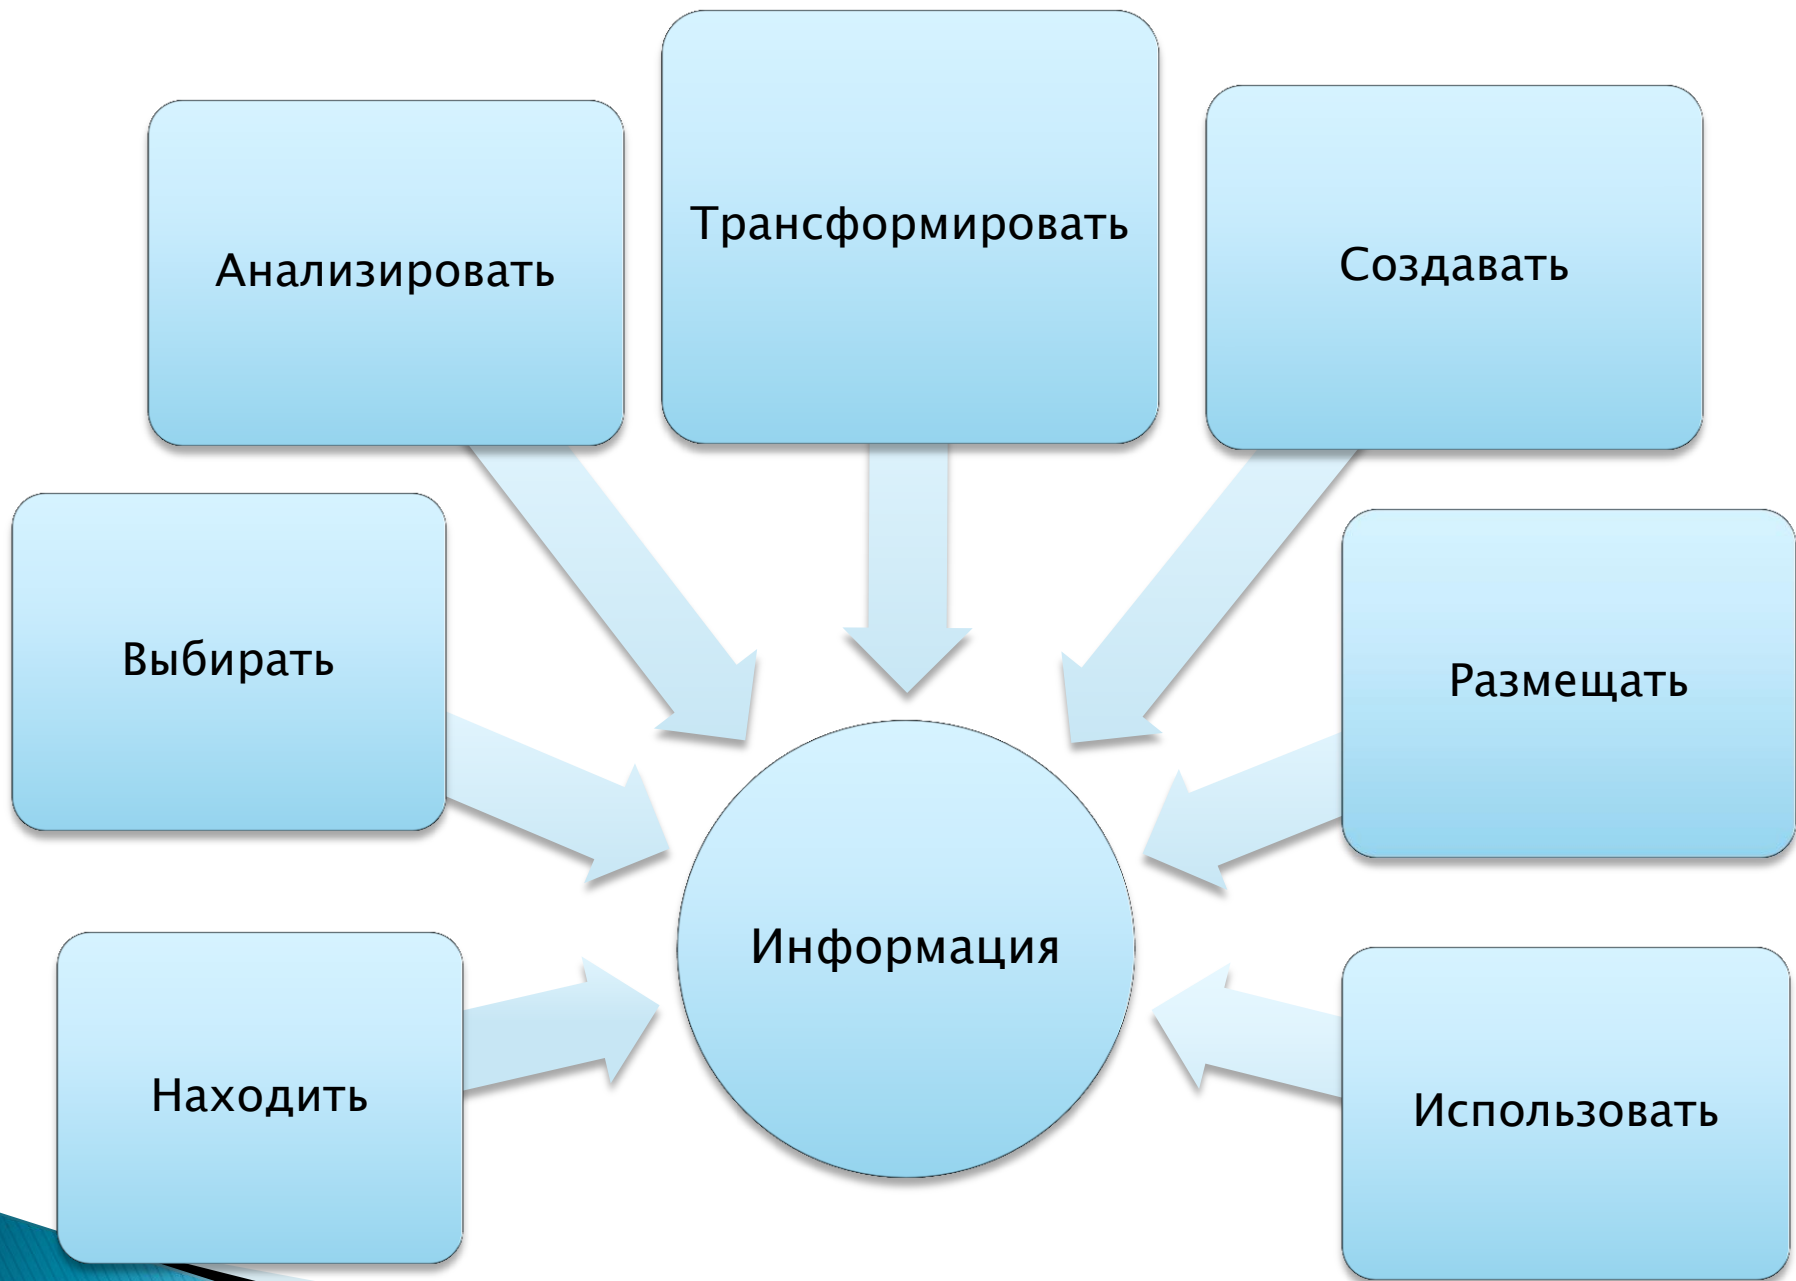 Трансформировать
Анализировать
Создавать
Выбирать
Размещать
Информация
Находить
Использовать